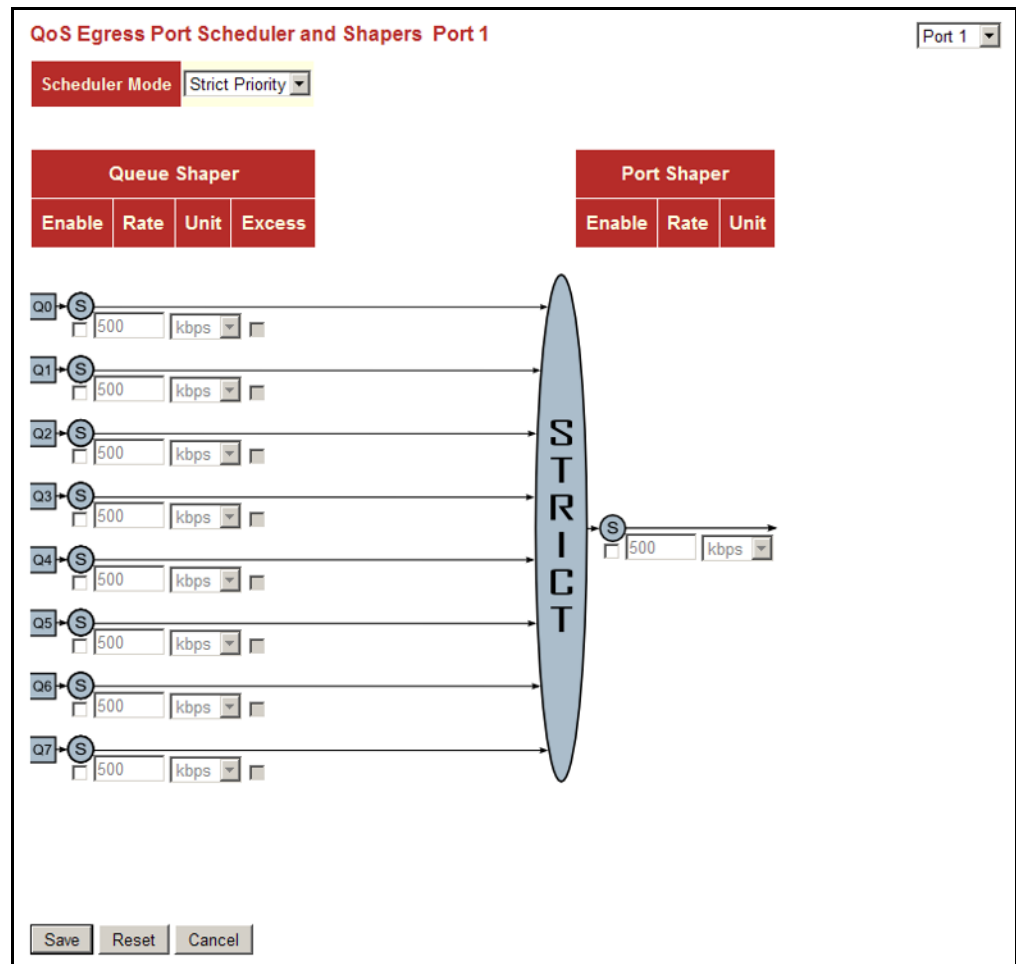 QoS Egress Port Scheduler and Shapers Port 1
Port 1
Scheduler Mode Strict Priority
Queue Shaper
Enable Rate Unit Excess
Port Shaper
Enable Rate Unit
Q0 S
500 kbps
Q1 S
500 kbps
Q2 S
500 kbps
Q3 S
500 kbps
Q4 S
500 kbps
Q5 S
500 kbps
Q6 S
500 kbps
Q7 S
500 kbps
STRICT
S
500 kbps
Save Reset Cancel